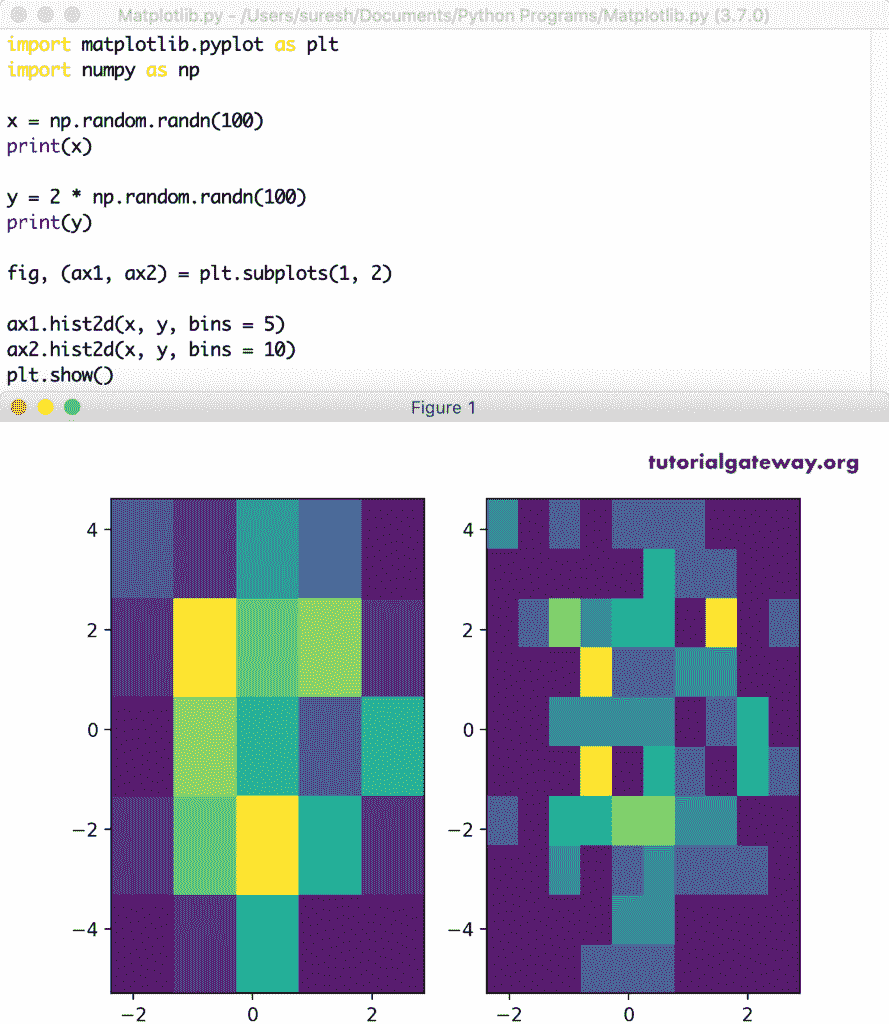 Matplotlib.py - /Users/suresh/Documents/Python Programs/Matplotlib.py (3.7.0)
import matplotlib.pyplot as plt
import numpy as np
x = np.random.randn(100)
print(x)
y = 2 * np.random.randn(100)
print(y)
fig, (ax1, ax2) = plt.subplots(1, 2)
ax1.hist2d(x, y, bins = 5)
ax2.hist2d(x, y, bins = 10)
plt.show()
Figure 1
tutorialgateway.org
4
2
0
−2
−4
−2 0 2
4
2
0
−2
−4
−2 0 2